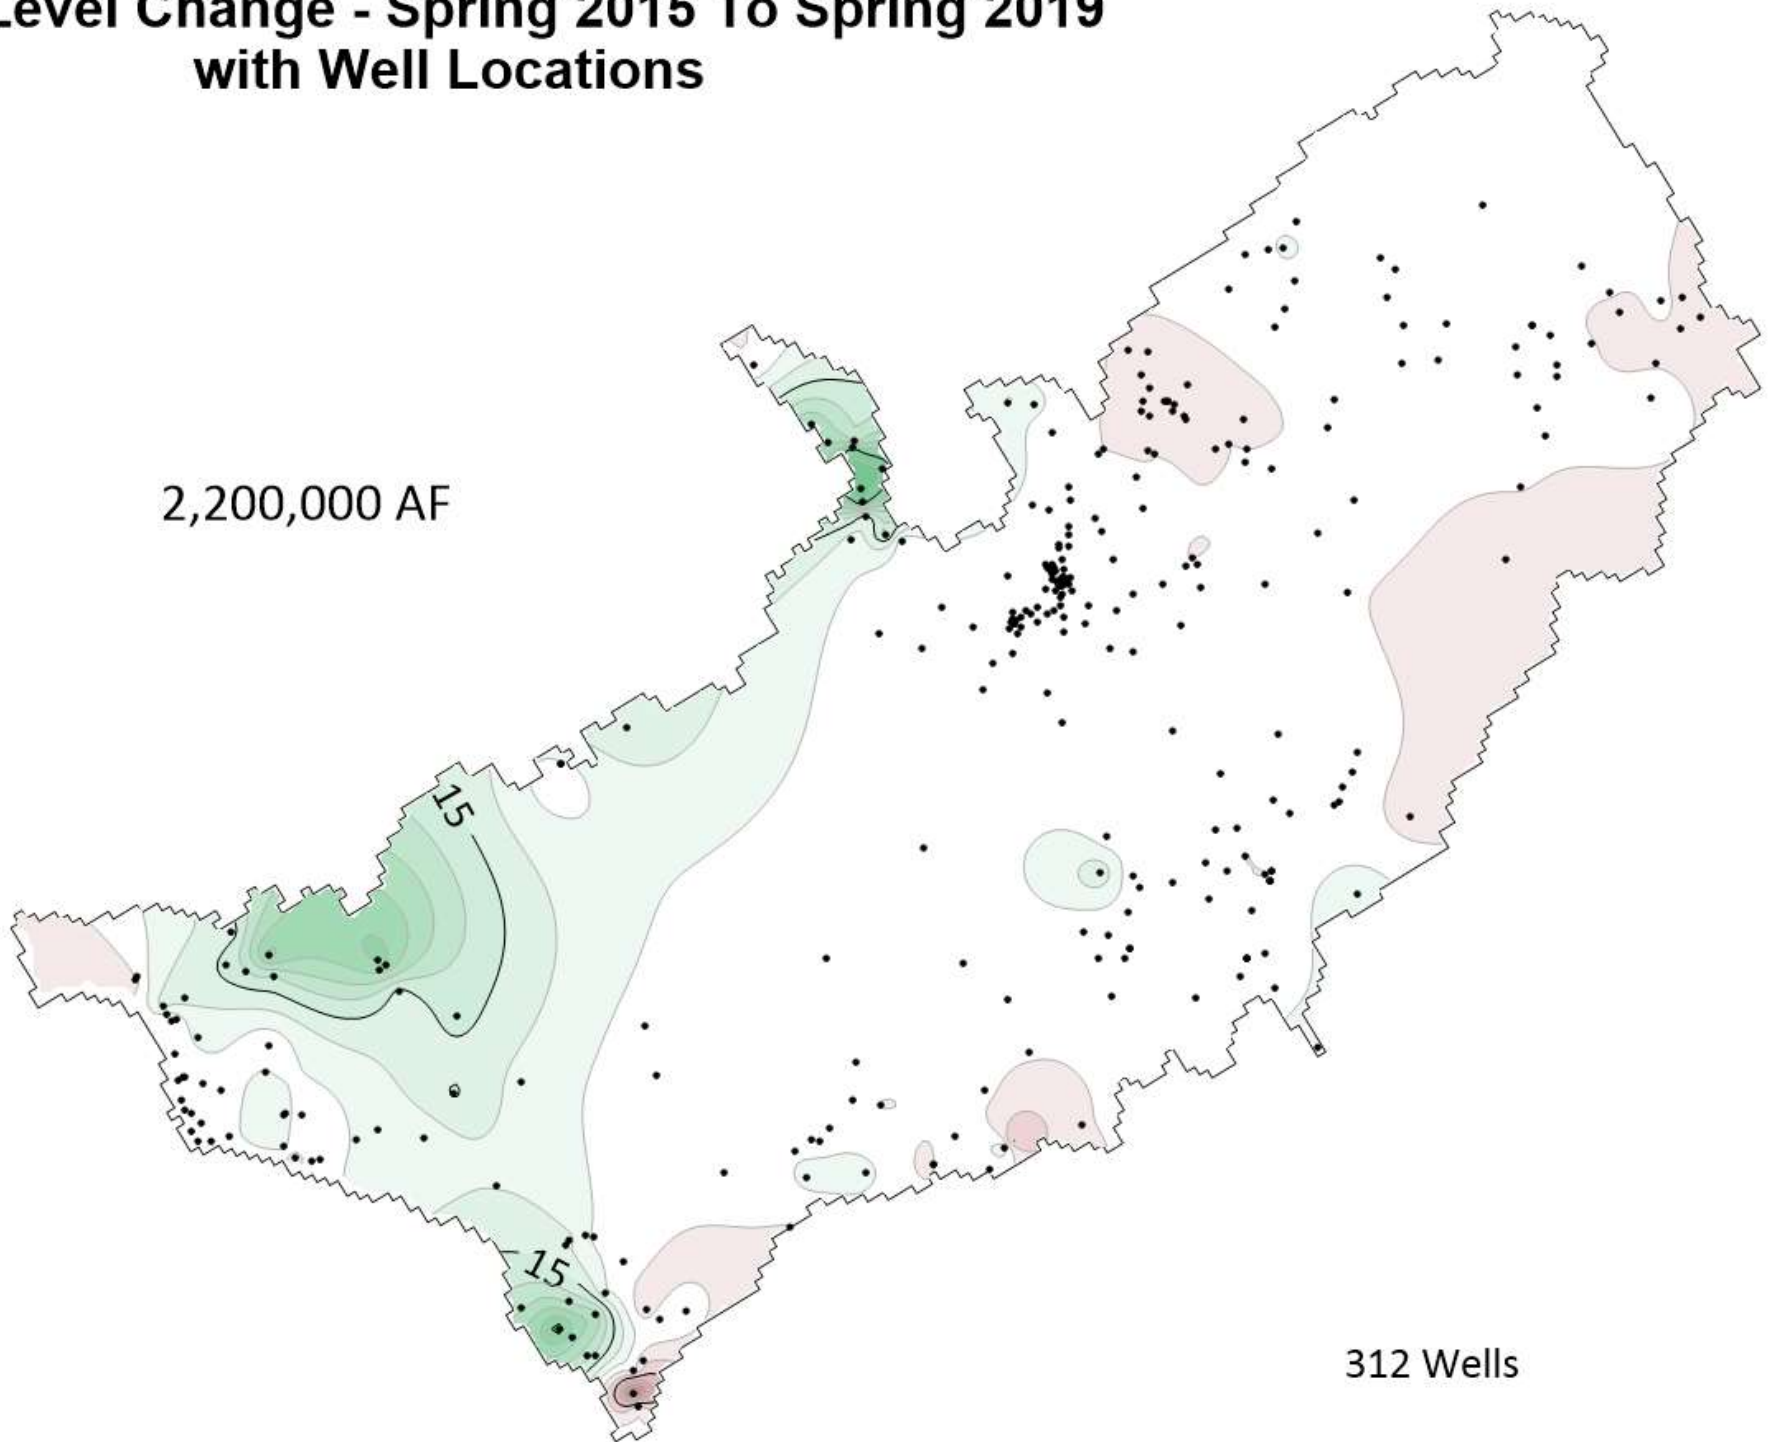 Level Change - Spring 2015 To Spring 2019
with Well Locations
2,200,000 AF
15
15
312 Wells